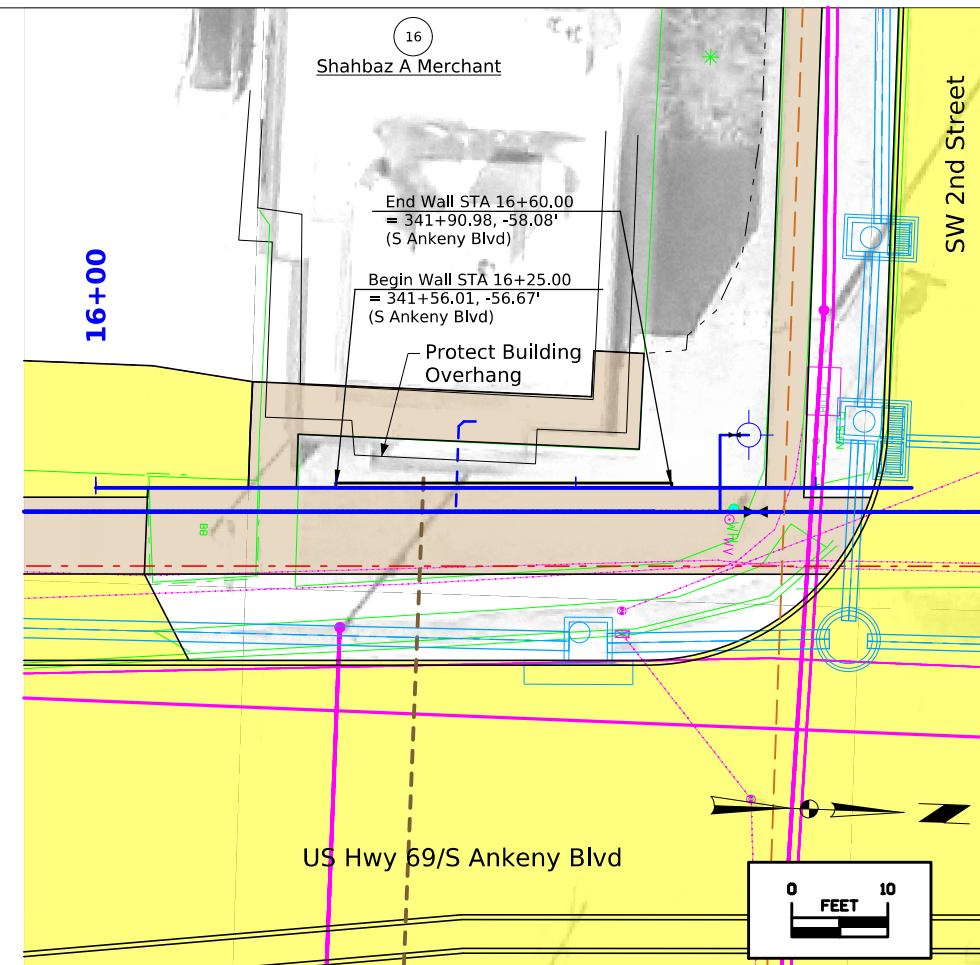 16
Shahbaz A Merchant
SW 2nd Street
End Wall STA 16+60.00
= 341+90.98, -58.08'
(S Ankeny Blvd)
16+00
Begin Wall STA 16+25.00
= 341+56.01, -56.67'
(S Ankeny Blvd)
Protect Building
Overhang
BB
US Hwy 69/S Ankeny Blvd
0 10
FEET